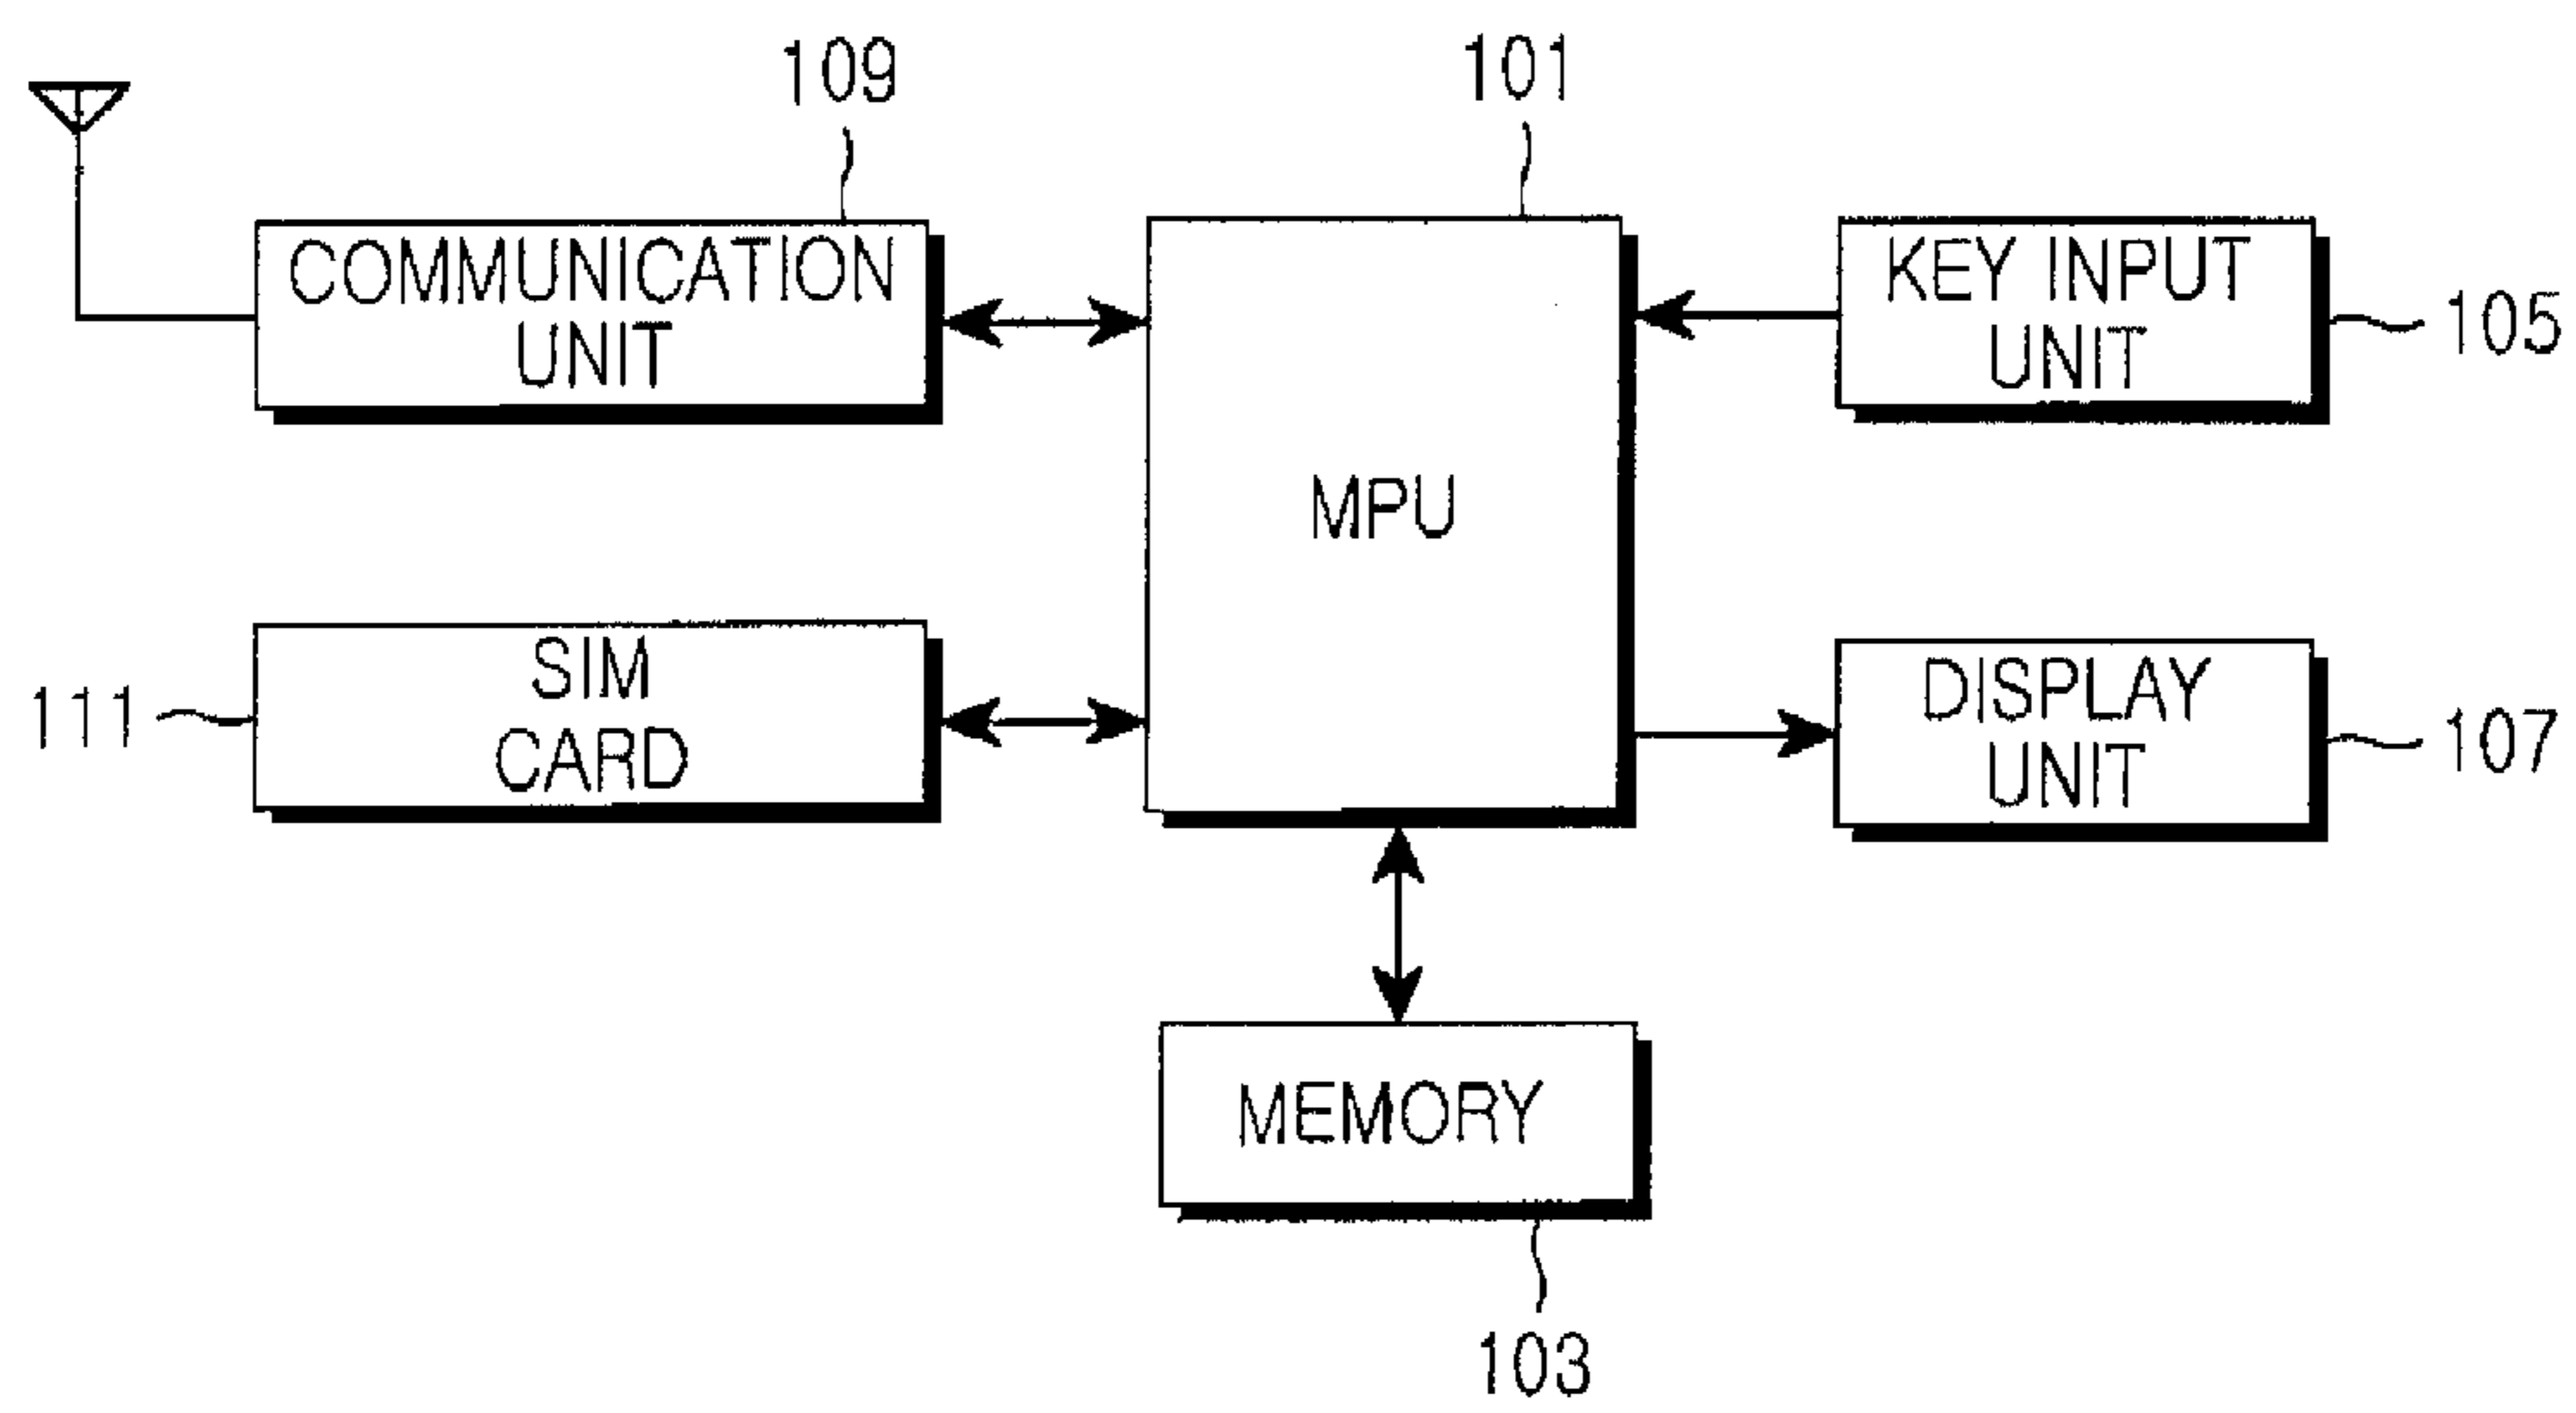 109
101
COMMUNICATION
UNIT
KEY INPUT
UNIT
105
MPU
111
SIM
CARD
DISPLAY
UNIT
107
MEMORY
103